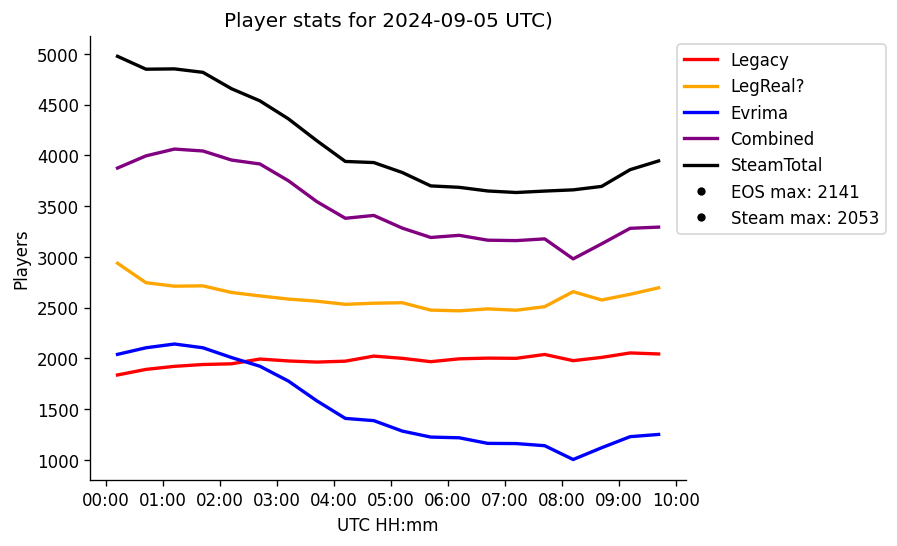 Player stats for 2024-09-05 UTC)
5000
4500
4000
3500
3000
2500
2000
1500
1000
Players
00:00 01:00 02:00 03:00 04:00 05:00 06:00 07:00 08:00 09:00 10:00
UTC HH:mm
Legacy
LegReal?
Evrima
Combined
SteamTotal
EOS max: 2141
Steam max: 2053